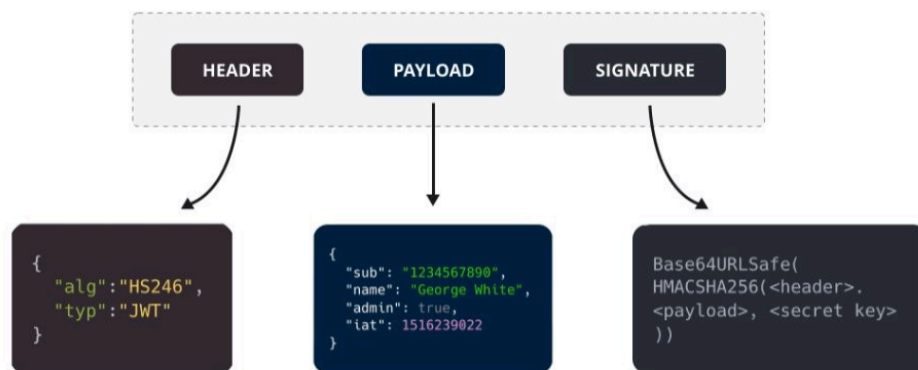 HEADER
PAYLOAD
SIGNATURE
{
"alg":"HS246",
"typ":"JWT"
}
{
"sub": "1234567890",
"name": "George White",
"admin": true,
"iat": 1516239022
}
Base64URLSafe(
HMACSHA256(<header>.
<payload>, <secret key>
))